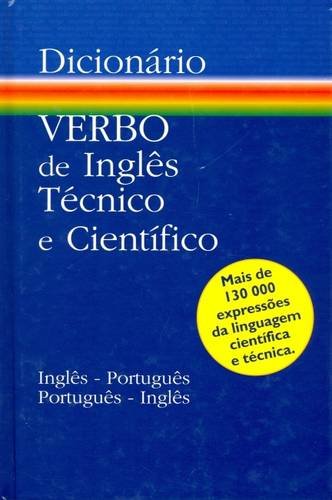 Dicionário
VERBO
de Inglês
Técnico
e Científico
Mais de
130 000
expressões
da linguagem
científica
e técnica.
Inglês - Português
Português - Inglês